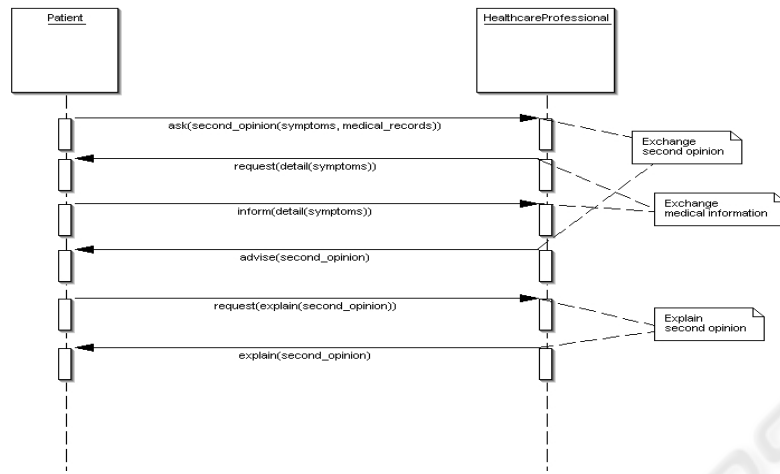 Patient
HealthcareProfessional
ask(second_opinion(symptoms, medical_records))
Exchange
second opinion
request(detail(symptoms))
Exchange
medical information
inform(detail(symptoms))
advise(second_opinion)
request(explain(second_opinion))
Explain
second opinion
explain(second_opinion)